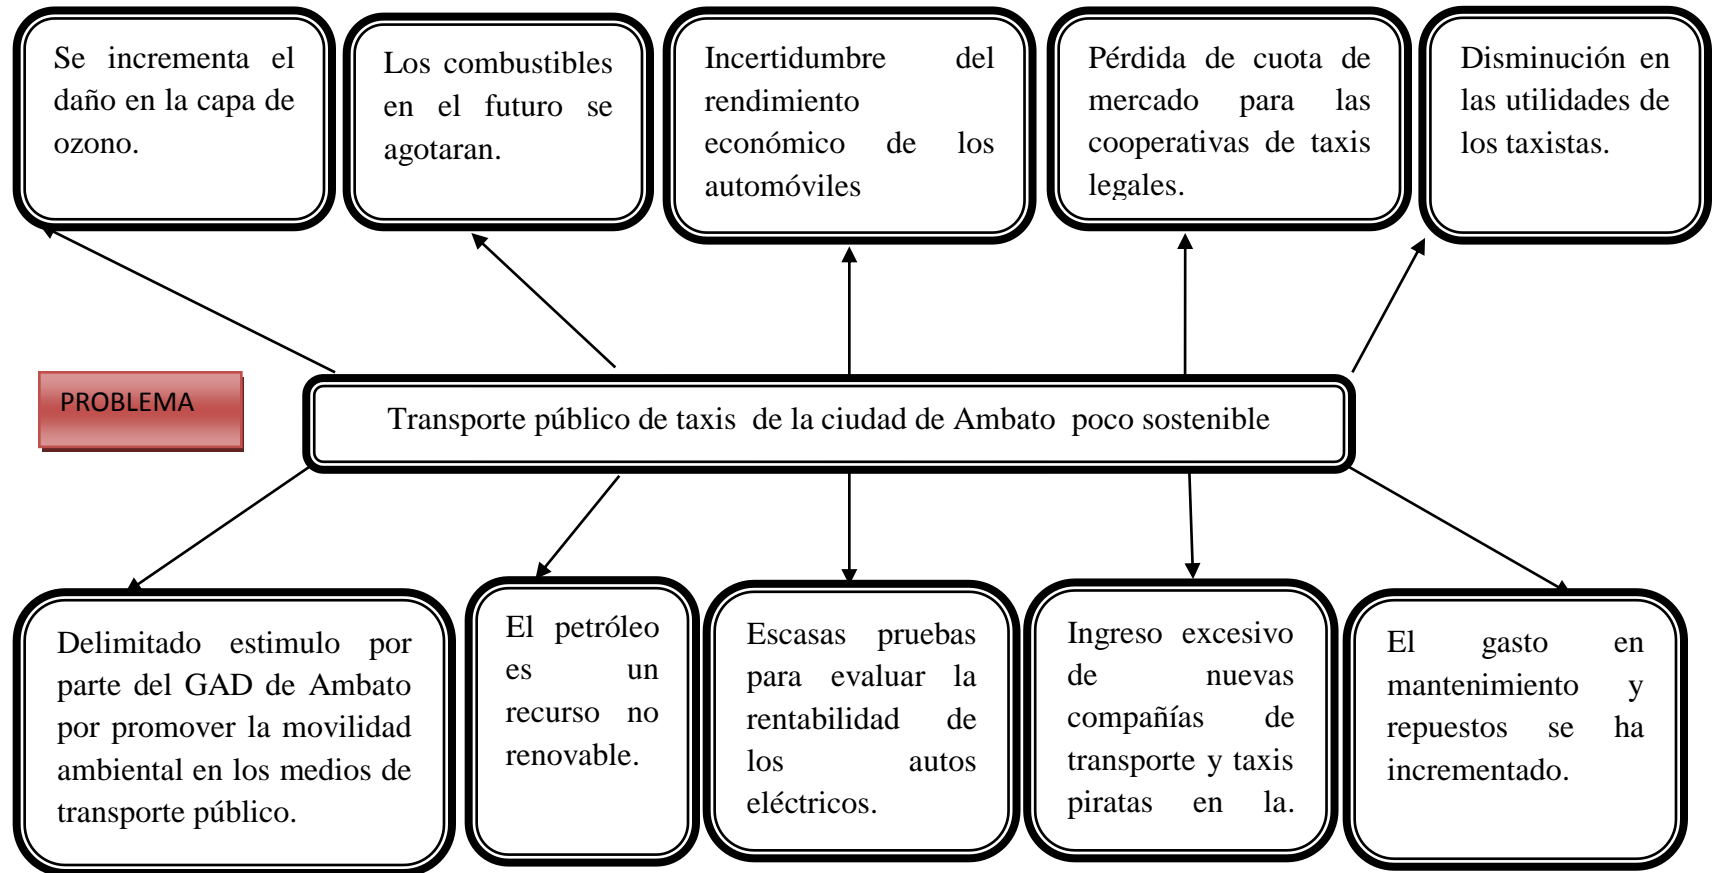 Se incrementa el
daño en la capa de
ozono.
Los combustibles
en el futuro se
agotaran.
Incertidumbre del
rendimiento
económico de los
automóviles
Pérdida de cuota de
mercado para las
cooperativas de taxis
legales.
Disminución en
las utilidades de
los taxistas.
PROBLEMA
Transporte público de taxis de la ciudad de Ambato poco sostenible
Delimitado estimulo por
parte del GAD de Ambato
por promover la movilidad
ambiental en los medios de
transporte público.
El petróleo
es un
recurso no
renovable.
Escasas pruebas
para evaluar la
rentabilidad de
los autos
eléctricos.
Ingreso excesivo
de nuevas
compañías de
transporte y taxis
piratas en la.
El gasto en
mantenimiento y
repuestos se ha
incrementado.